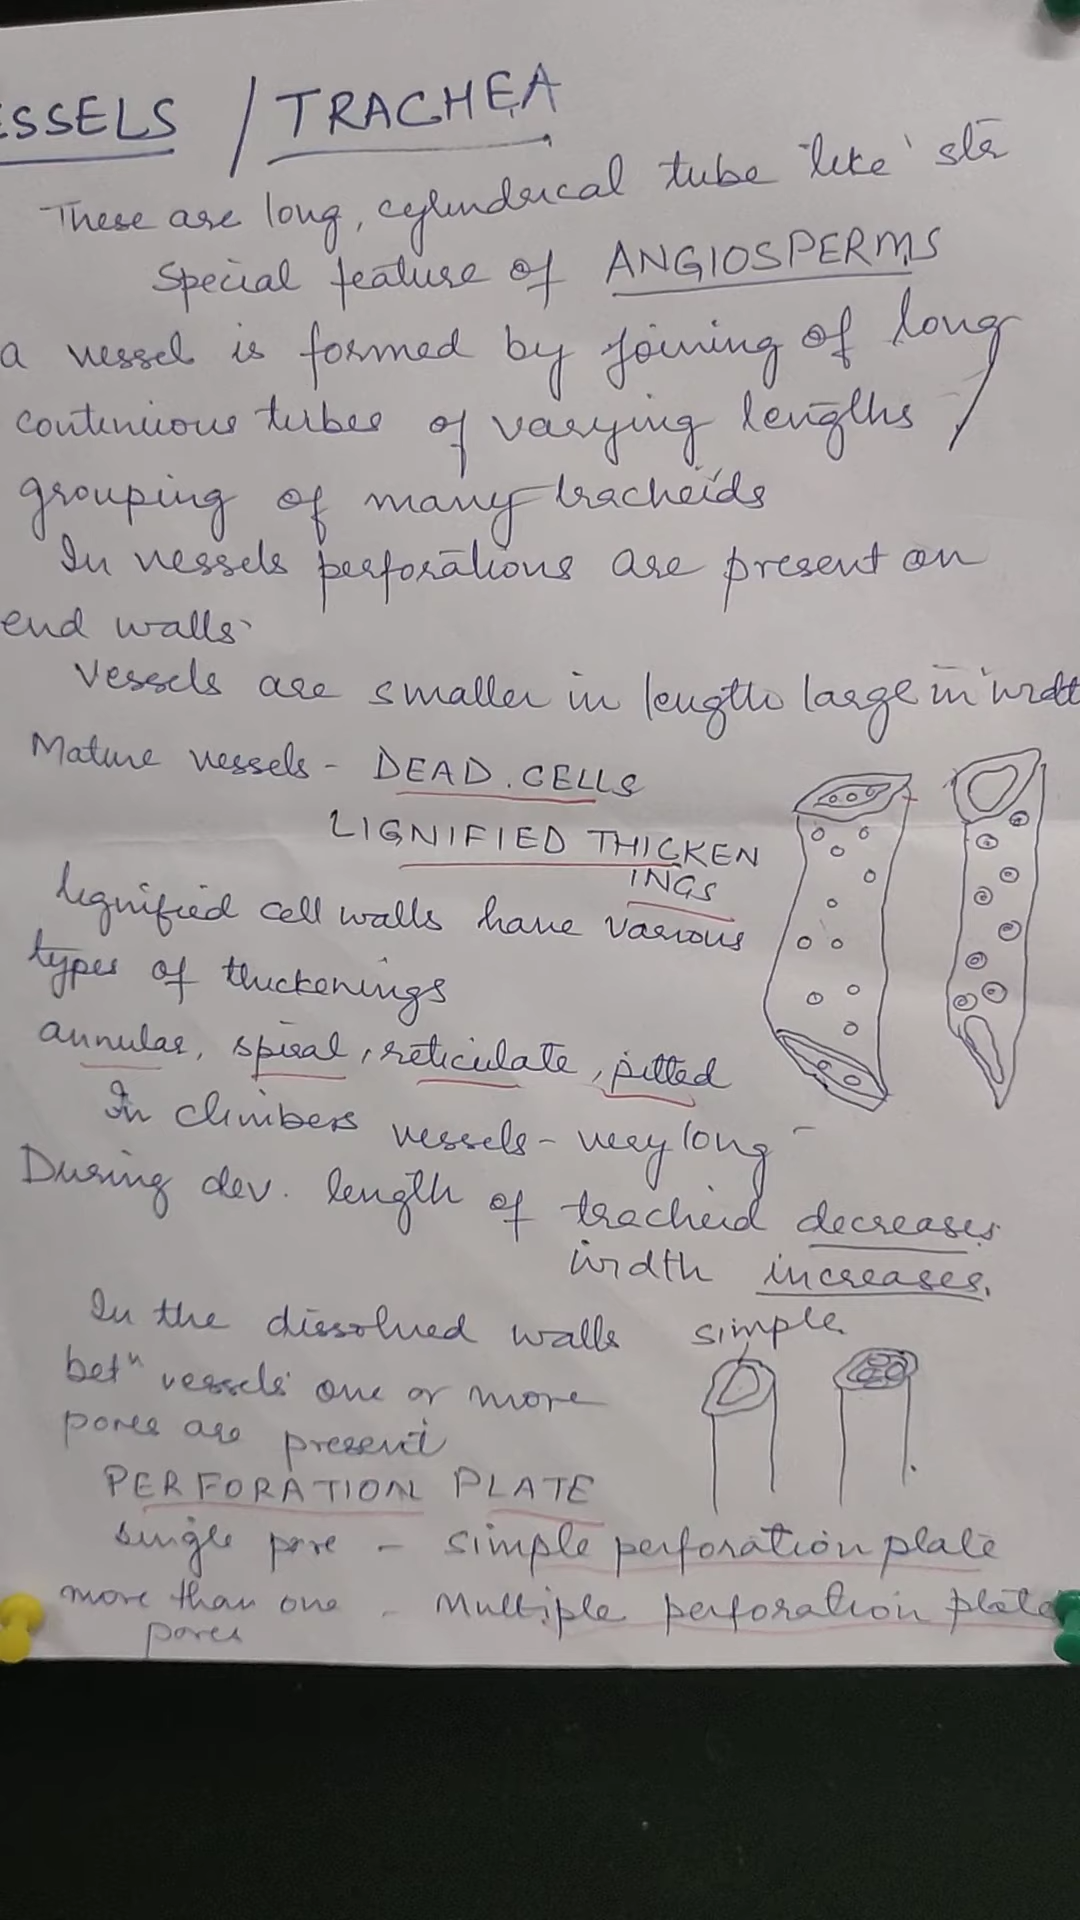 ESSELS / TRACHEA
These are long, cylindrical tube like str
Special feature of ANGIOSPERMS
a vessel is formed by joining of long
continuous tubes of varying lengths /
grouping of many tracheids
In vessels perforations are present on
end walls.
Vessels are smaller in length large in widt
Mature vessels - DEAD CELLS
LIGNIFIED THICKEN
INGS
lignified cell walls have various
types of thickenings
annular, spiral, reticulate, pitted
In climbers vessels - very long -
During dev. length of tracheid decreases
width increases.
In the dissolved walls
simple
betn vessels one or more
pores are present
PERFORATION PLATE
single pore - simple perforation plate
more than one - Multiple perforation plate
pores